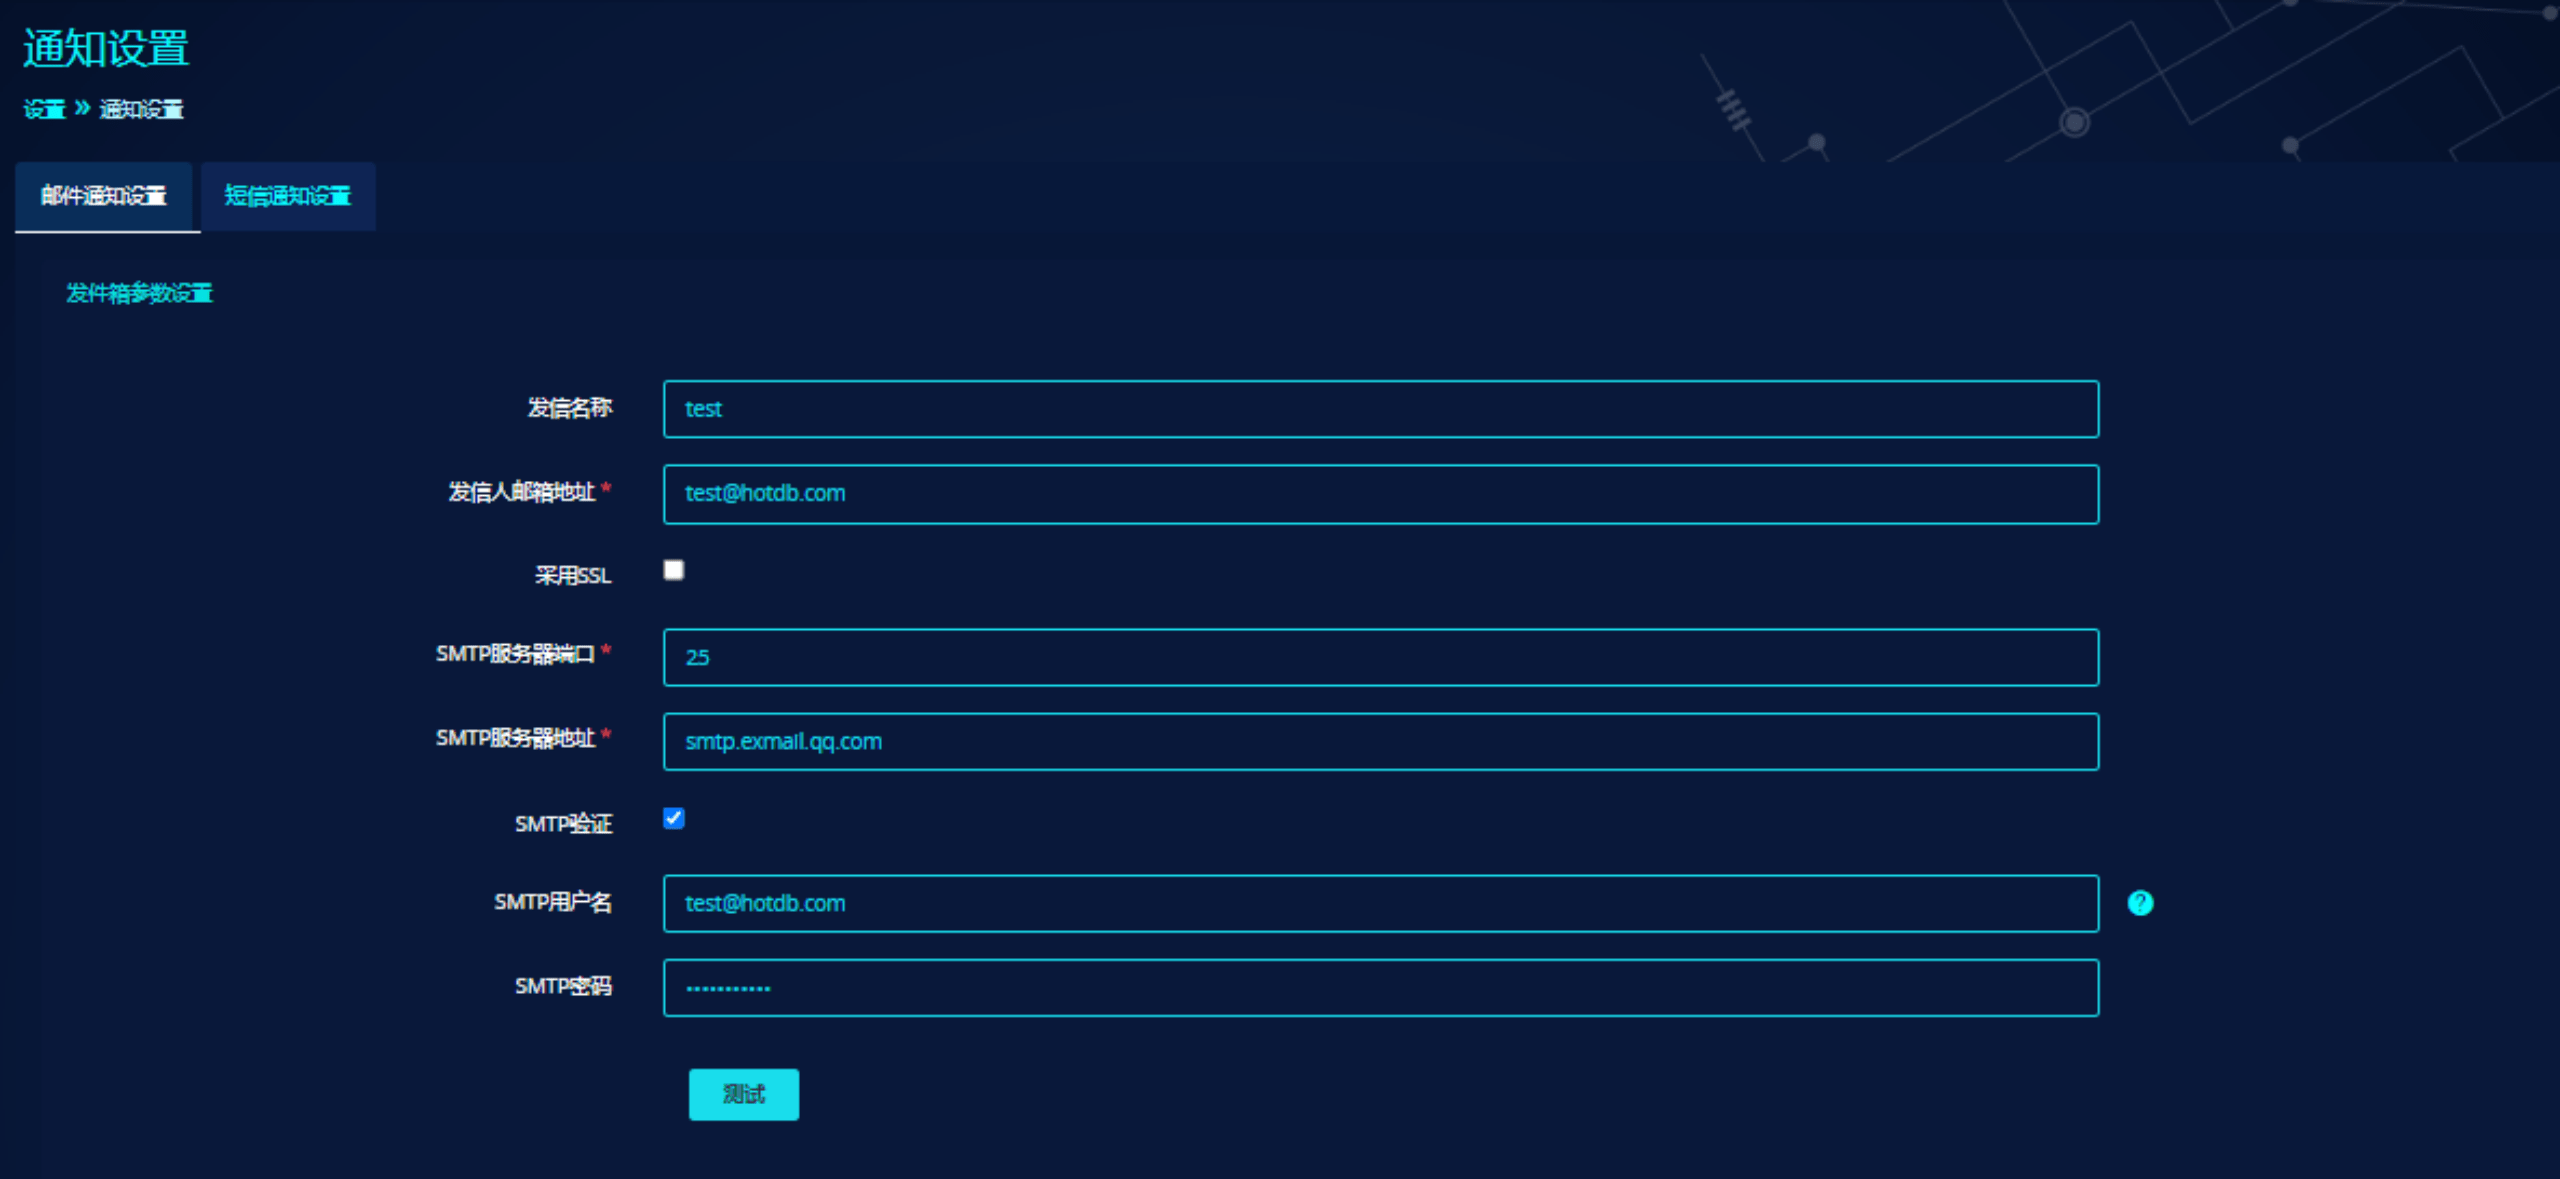 通知设置
设置 » 通知设置
邮件通知设置 短信通知设置
发件箱参数设置
发信名称 test
发信人邮箱地址 * test@hotdb.com
采用SSL
SMTP服务器端口 * 25
SMTP服务器地址 * smtp.exmail.qq.com
SMTP验证
SMTP用户名 test@hotdb.com ?
SMTP密码 ···········
测试